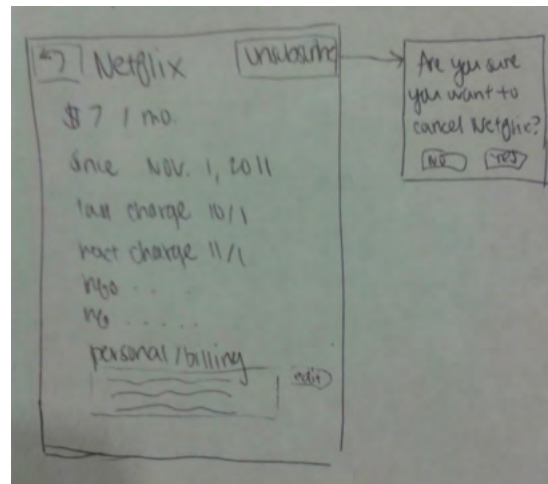 Netflix
unsubscribe
$7 / mo.
since Nov. 1, 2011
last charge 10/1
next charge 11/1
info . .
personal/billing
edit
Are you sure
you want to
cancel Netflix?
NO YES